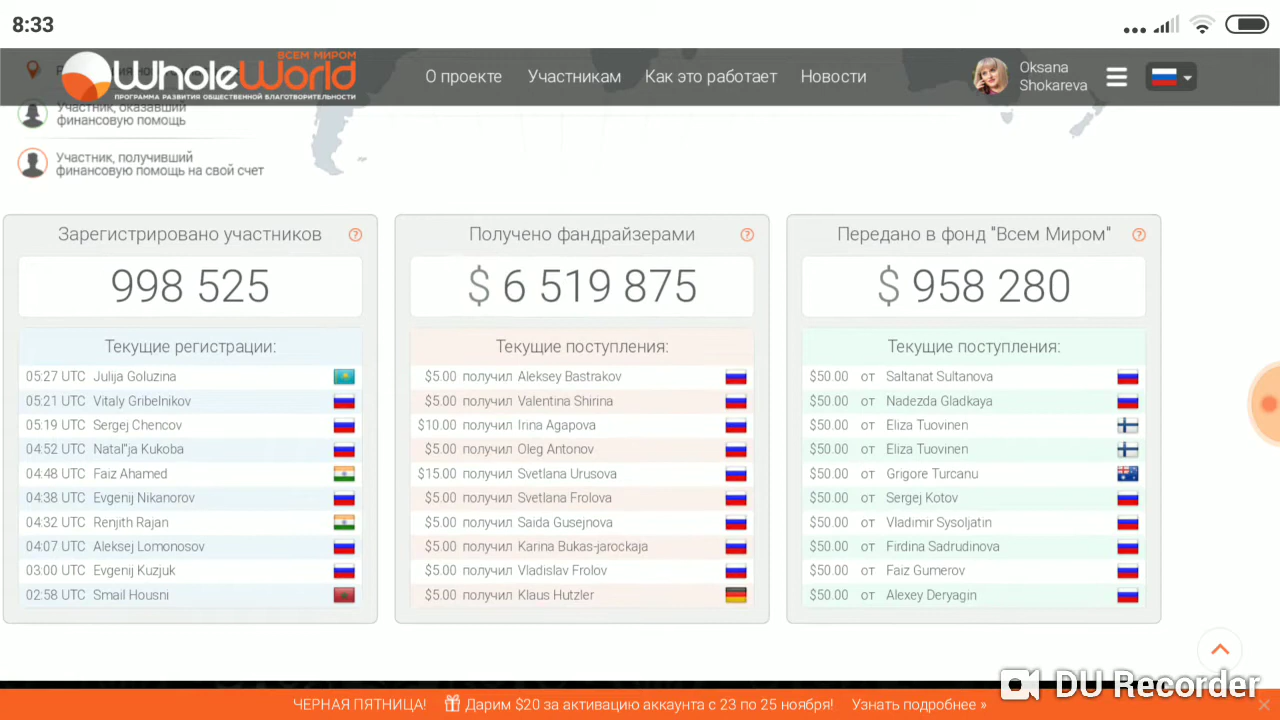 8:33
ВСЕМ МИРОМ
WholeWorld
ПРОГРАММА РАЗВИТИЯ ОБЩЕСТВЕННОЙ БЛАГОТВОРИТЕЛЬНОСТИ
О проекте Участникам Как это работает Новости
Oksana
Shokareva
Участник, оказавший
финансовую помощь
Участник, получивший
финансовую помощь на свой счет
Зарегистрировано участников ?
998 525
Текущие регистрации:
05:27 UTC Julija Goluzina
05:21 UTC Vitaly Gribelnikov
05:19 UTC Sergej Chencov
04:52 UTC Natal"ja Kukoba
04:48 UTC Faiz Ahamed
04:38 UTC Evgenij Nikanorov
04:32 UTC Renjith Rajan
04:07 UTC Aleksej Lomonosov
03:00 UTC Evgenij Kuzjuk
02:58 UTC Smail Housni
Получено фандрайзерами ?
$ 6 519 875
Текущие поступления:
$5.00 получил Aleksey Bastrakov
$5.00 получил Valentina Shirina
$10.00 получил Irina Agapova
$5.00 получил Oleg Antonov
$15.00 получил Svetlana Urusova
$5.00 получил Svetlana Frolova
$5.00 получил Saida Gusejnova
$5.00 получил Karina Bukas-jarockaja
$5.00 получил Vladislav Frolov
$5.00 получил Klaus Hutzler
Передано в фонд "Всем Миром" ?
$ 958 280
Текущие поступления:
$50.00 от Saltanat Sultanova
$50.00 от Nadezda Gladkaya
$50.00 от Eliza Tuovinen
$50.00 от Eliza Tuovinen
$50.00 от Grigore Turcanu
$50.00 от Sergej Kotov
$50.00 от Vladimir Sysoljatin
$50.00 от Firdina Sadrudinova
$50.00 от Faiz Gumerov
$50.00 от Alexey Deryagin
DU Recorder
ЧЕРНАЯ ПЯТНИЦА! Дарим $20 за активацию аккаунта с 23 по 25 ноября! Узнать подробнее »